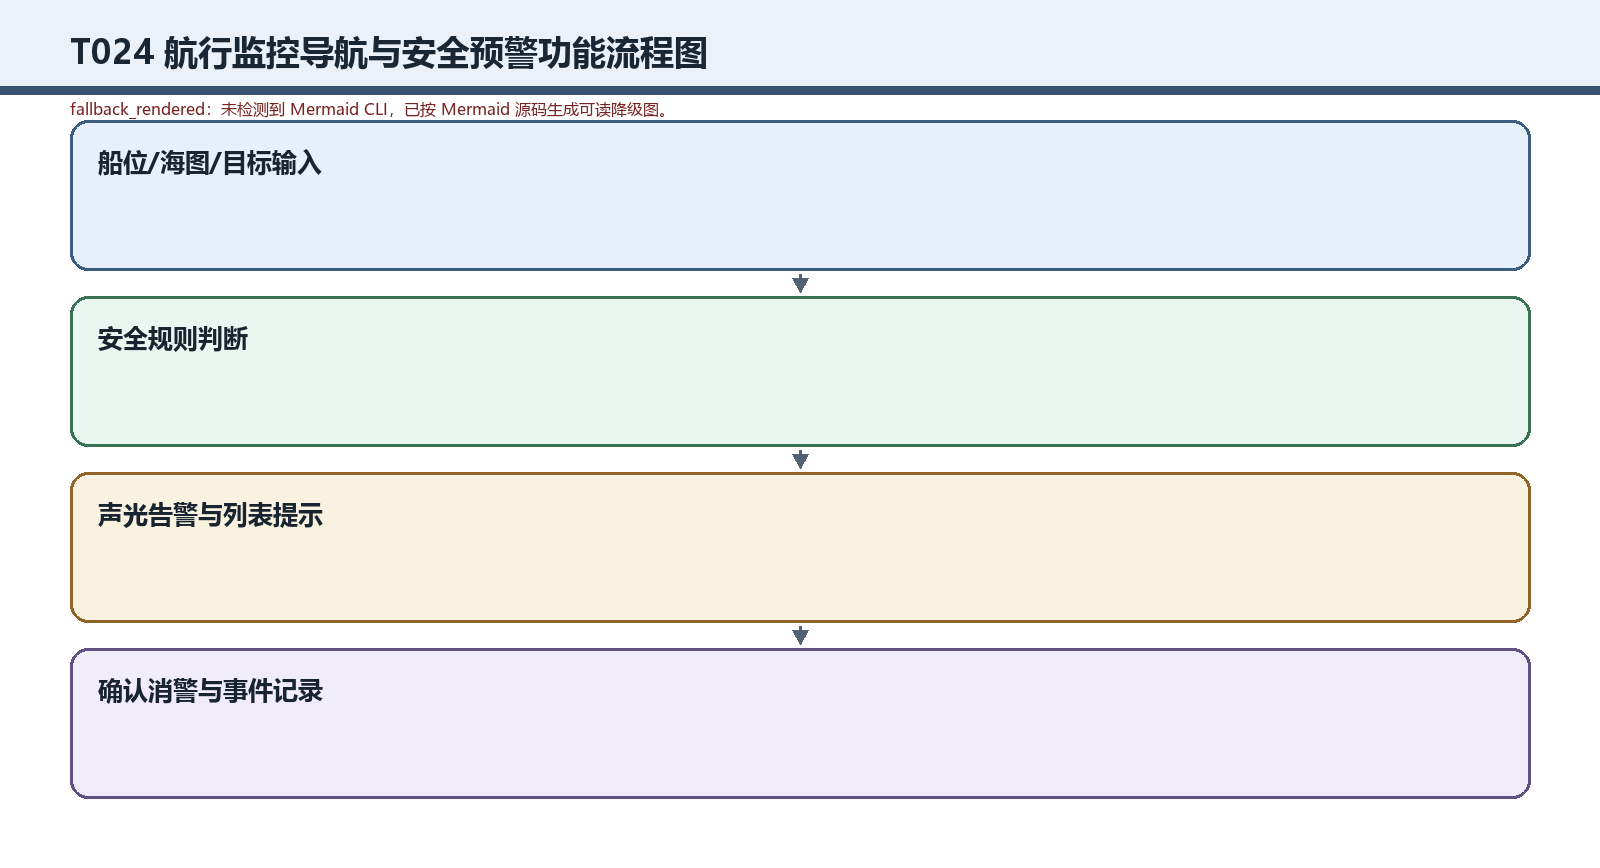 T024 航行监控导航与安全预警功能流程图
fallback_rendered：未检测到 Mermaid CLI，已按 Mermaid 源码生成可读降级图。
船位/海图/目标输入
安全规则判断
声光告警与列表提示
确认消警与事件记录